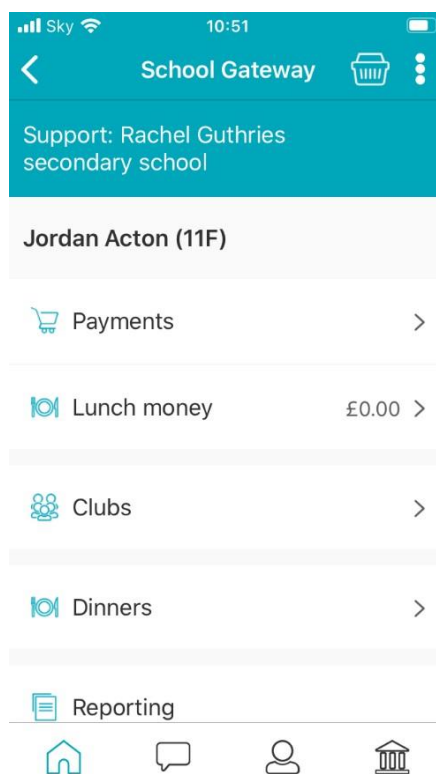 Sky 10:51
School Gateway
Support: Rachel Guthries
secondary school
Jordan Acton (11F)
Payments
Lunch money £0.00
Clubs
Dinners
Reporting